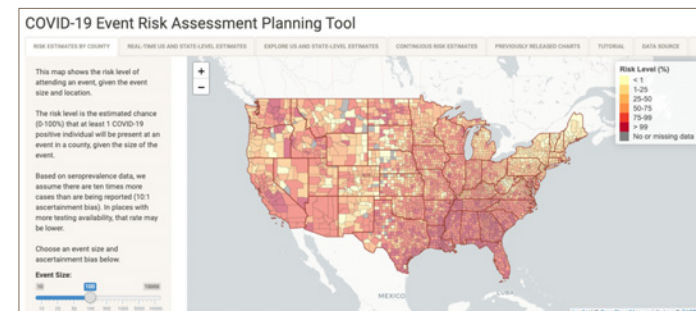 COVID-19 Event Risk Assessment Planning Tool
RISK ESTIMATES BY COUNTY
REAL-TIME US AND STATE-LEVEL ESTIMATES
EXPLORE US AND STATE-LEVEL ESTIMATES
CONTINUOUS RISK ESTIMATES
PREVIOUSLY RELEASED CHARTS
TUTORIAL
DATA SOURCE
This map shows the risk level of
attending an event, given the event
size and location.
The risk level is the estimated chance
(0-100%) that at least 1 COVID-19
positive individual will be present at an
event in a county, given the size of the
event.
Based on seroprevalence data, we
assume there are ten times more
cases than are being reported (10:1
ascertainment bias). In places with
more testing availability, that rate may
be lower.
Choose an event size and
ascertainment bias below.
Event Size:
10
100
10000
+
−
Risk Level (%)
< 1
1-25
25-50
50-75
75-99
> 99
No or missing data
MEXICO
CUBA